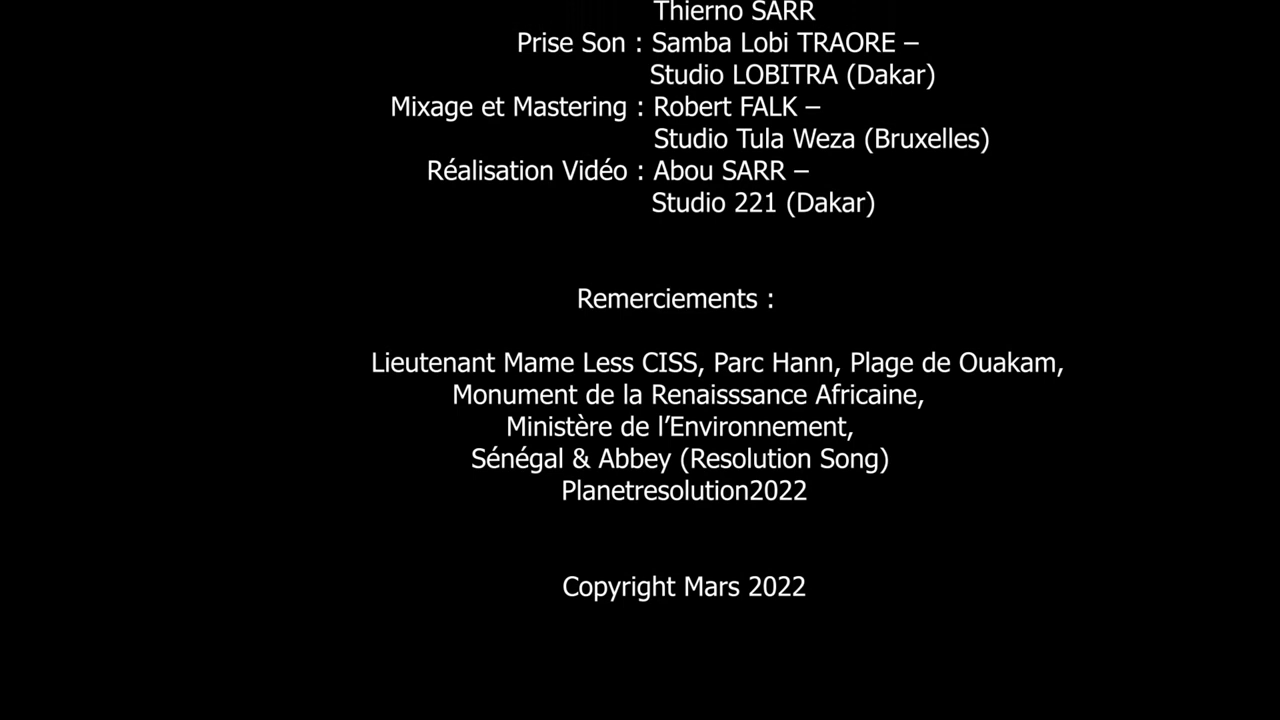 Thierno SARR
Prise Son : Samba Lobi TRAORE –
Studio LOBITRA (Dakar)
Mixage et Mastering : Robert FALK –
Studio Tula Weza (Bruxelles)
Réalisation Vidéo : Abou SARR –
Studio 221 (Dakar)
Remerciements :
Lieutenant Mame Less CISS, Parc Hann, Plage de Ouakam,
Monument de la Renaisssance Africaine,
Ministère de l’Environnement,
Sénégal & Abbey (Resolution Song)
Planetresolution2022
Copyright Mars 2022